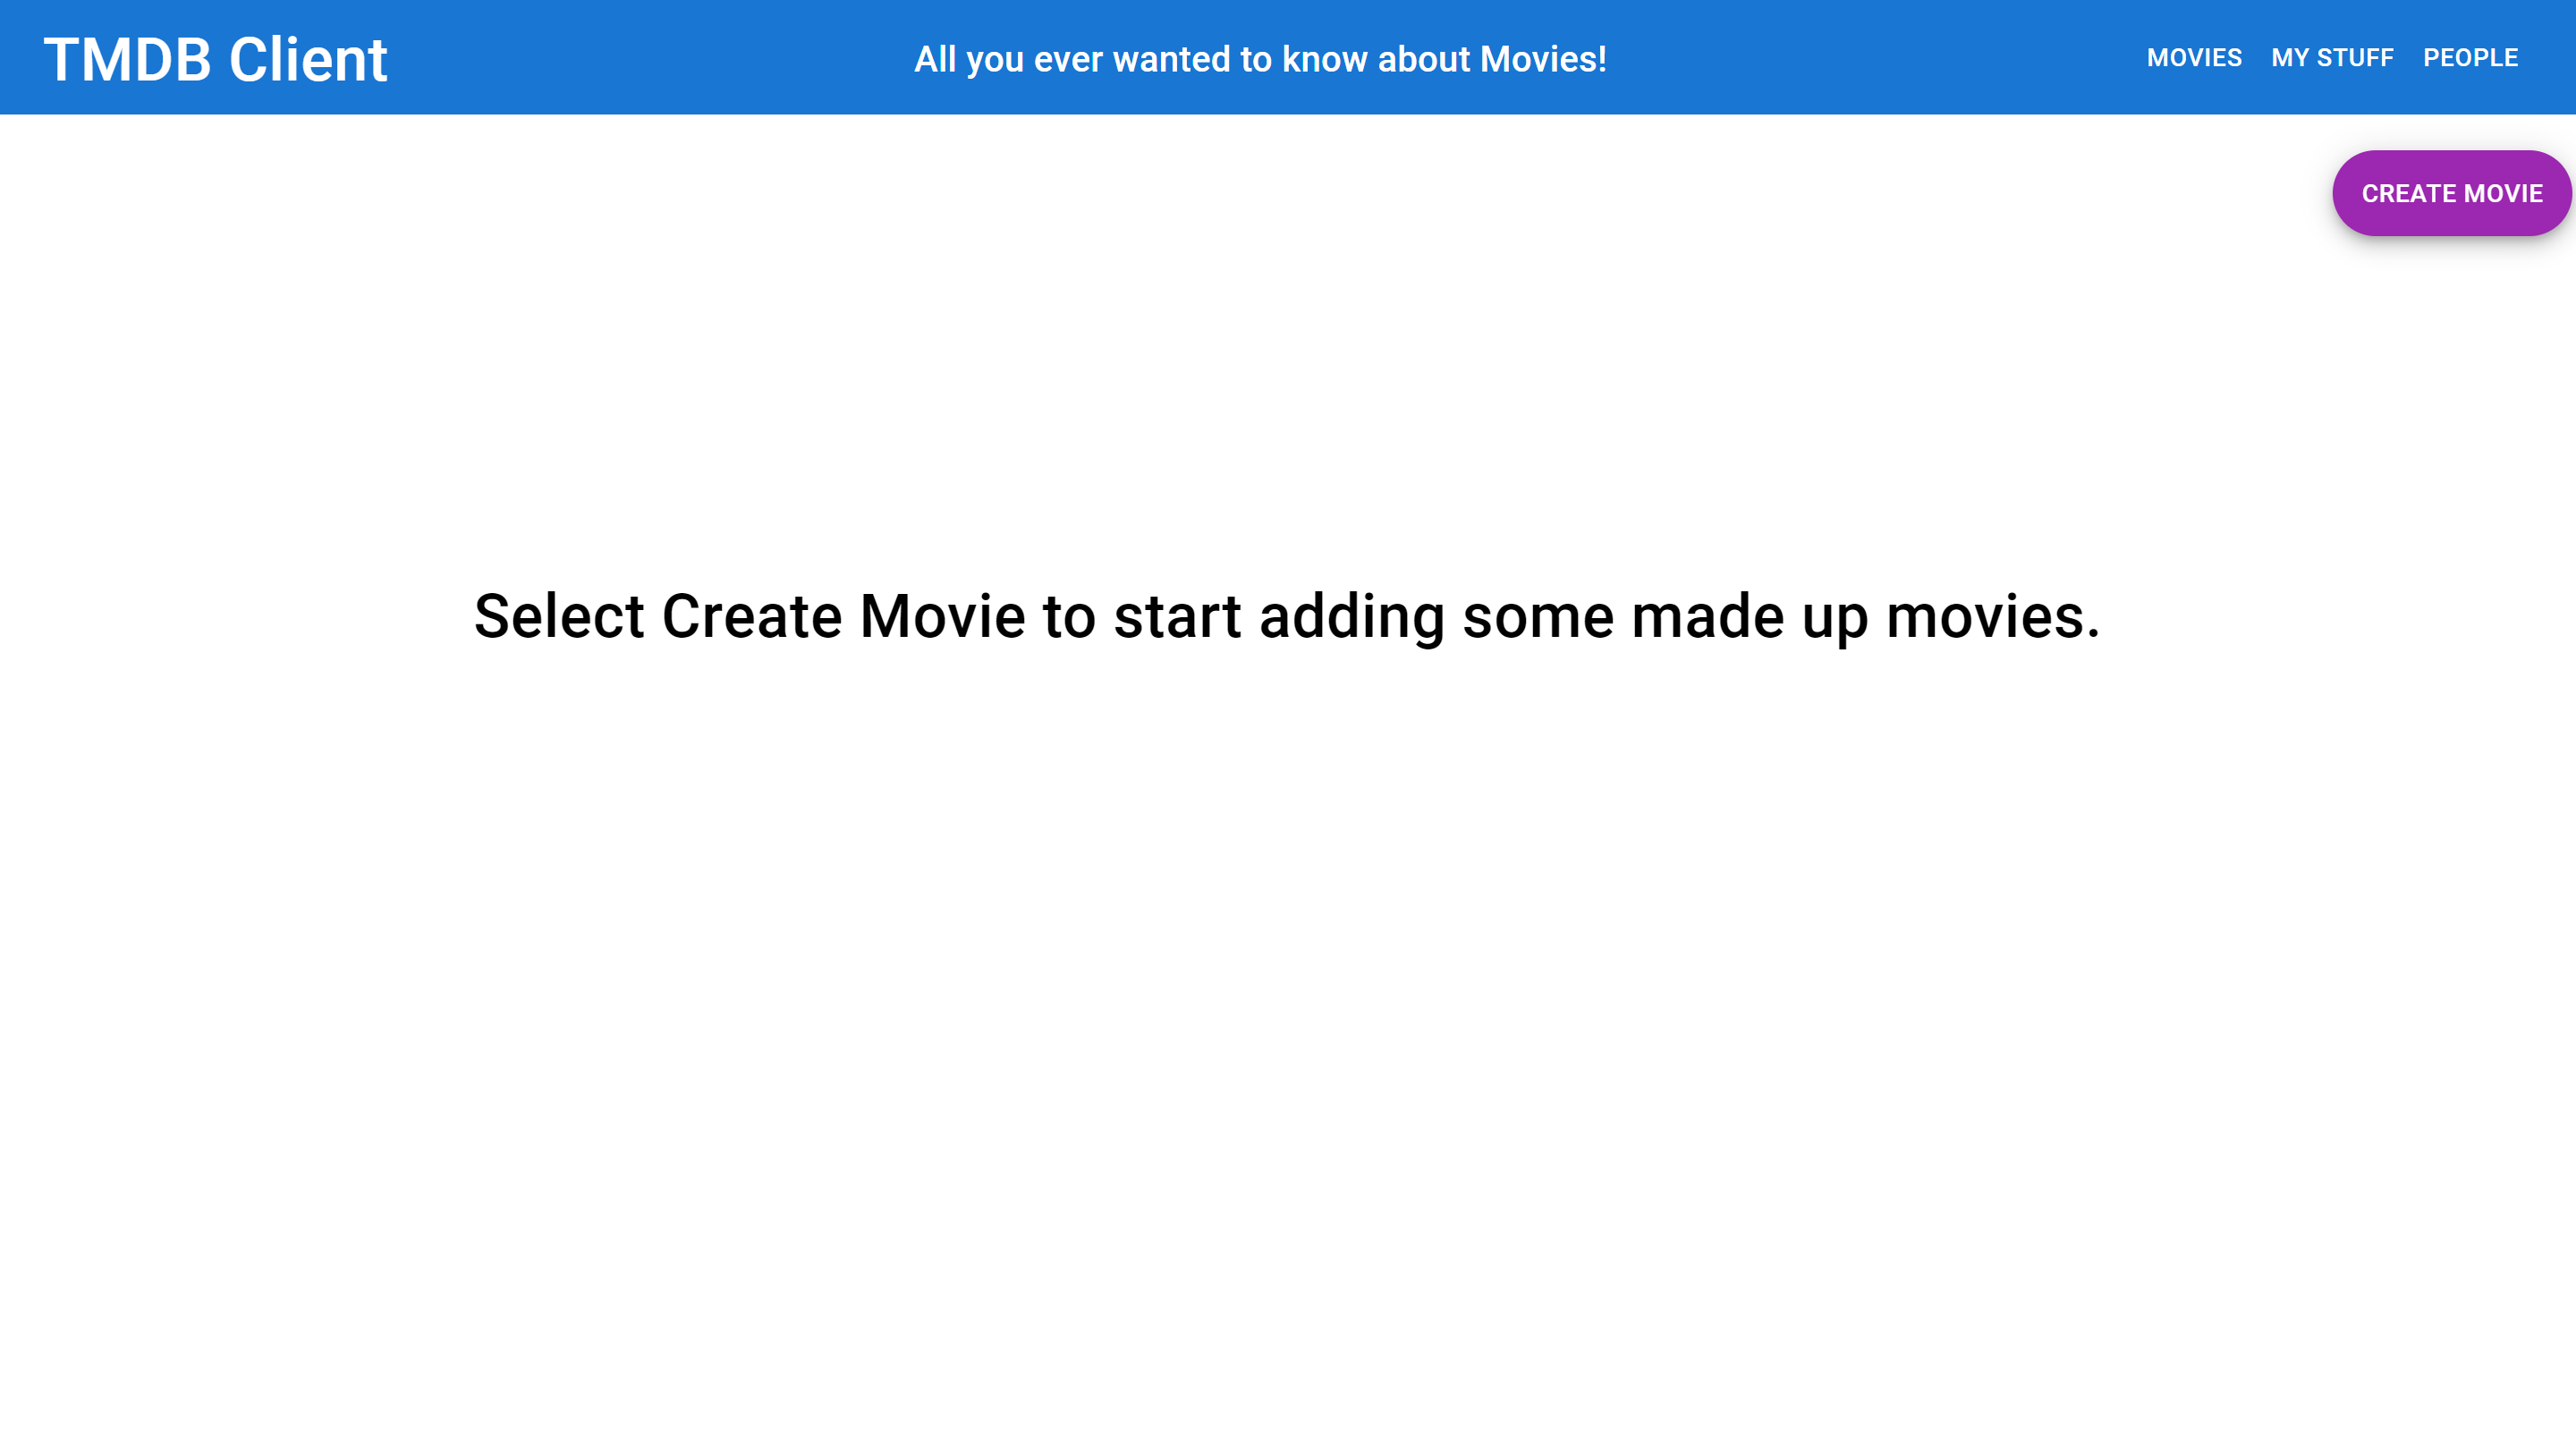 TMDB Client
All you ever wanted to know about Movies!
MOVIES
MY STUFF
PEOPLE
CREATE MOVIE
Select Create Movie to start adding some made up movies.